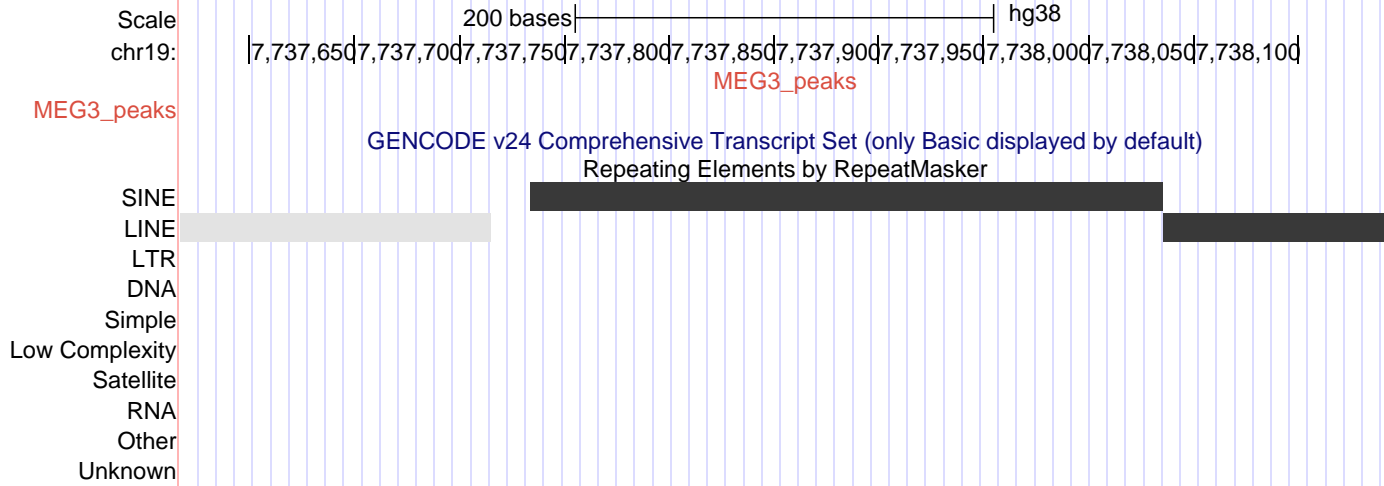 Scale 200 bases hg38
chr19: 7,737,650 7,737,700 7,737,750 7,737,800 7,737,850 7,737,900 7,737,950 7,738,000 7,738,050 7,738,100
MEG3_peaks
MEG3_peaks
GENCODE v24 Comprehensive Transcript Set (only Basic displayed by default)
Repeating Elements by RepeatMasker
SINE
LINE
LTR
DNA
Simple
Low Complexity
Satellite
RNA
Other
Unknown